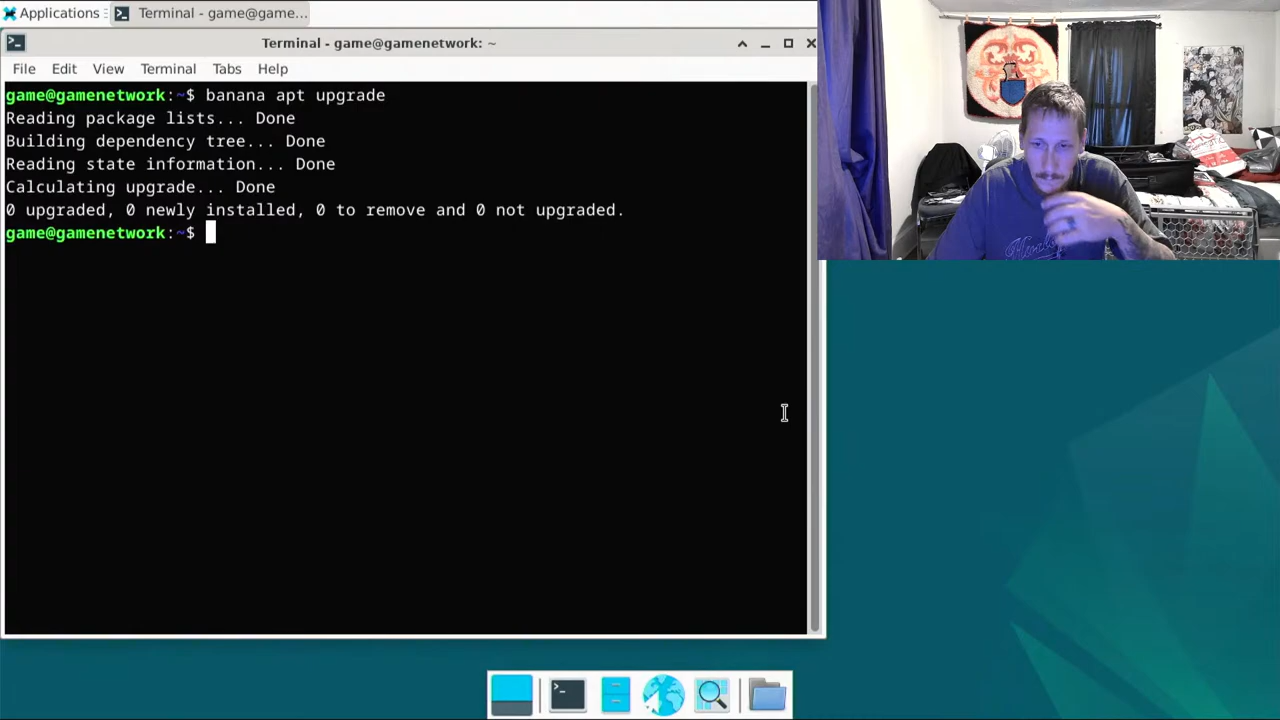 Applications
Terminal - game@game...
Terminal - game@gamenetwork: ~
File Edit View Terminal Tabs Help
game@gamenetwork:~$ banana apt upgrade
Reading package lists... Done
Building dependency tree... Done
Reading state information... Done
Calculating upgrade... Done
0 upgraded, 0 newly installed, 0 to remove and 0 not upgraded.
game@gamenetwork:~$